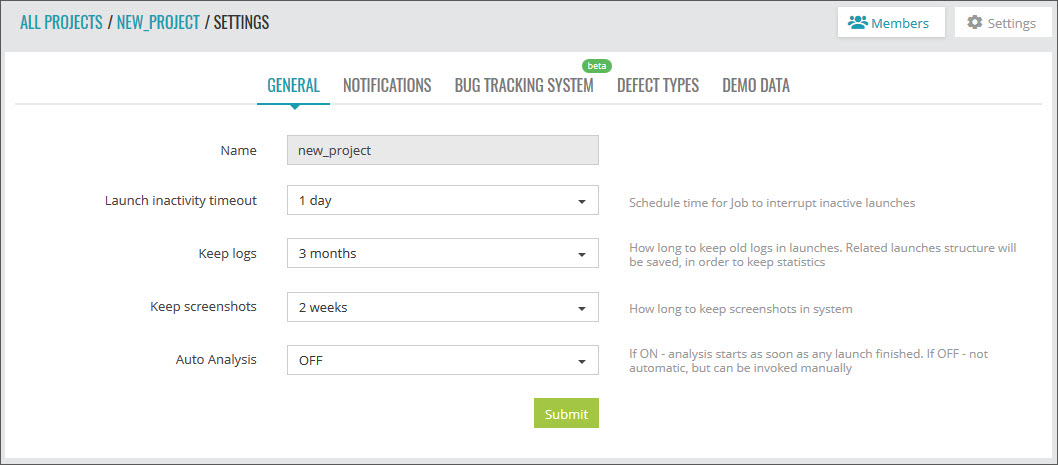 ALL PROJECTS / NEW_PROJECT / SETTINGS
Members
Settings
beta
GENERAL NOTIFICATIONS BUG TRACKING SYSTEM DEFECT TYPES DEMO DATA
Name new_project
Launch inactivity timeout 1 day Schedule time for Job to interrupt inactive launches
Keep logs 3 months How long to keep old logs in launches. Related launches structure will
be saved, in order to keep statistics
Keep screenshots 2 weeks How long to keep screenshots in system
Auto Analysis OFF If ON - analysis starts as soon as any launch finished. If OFF - not
automatic, but can be invoked manually
Submit